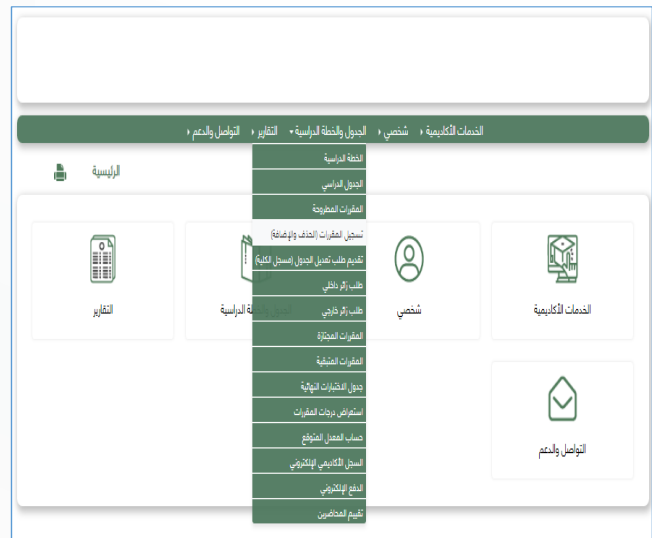 الخدمات الأكاديمية شخصي الجدول والخطة الدراسية التقارير التواصل والدعم
الرئيسية
الخطة الدراسية
الجدول الدراسي
المقررات المطروحة
تسجيل المقررات (الحذف والإضافة)
تقديم طلب تعديل الجدول (مسجل الكلية)
طلب زائر داخلي
طلب زائر خارجي
المقررات المجتازة
المقررات المتبقية
جدول الاختبارات النهائية
استعراض درجات المقررات
حساب المعدل المتوقع
السجل الأكاديمي الإلكتروني
الدفع الإلكتروني
تقييم المحاضرين
الخدمات الأكاديمية
شخصي
الدراسية
التقارير
التواصل والدعم